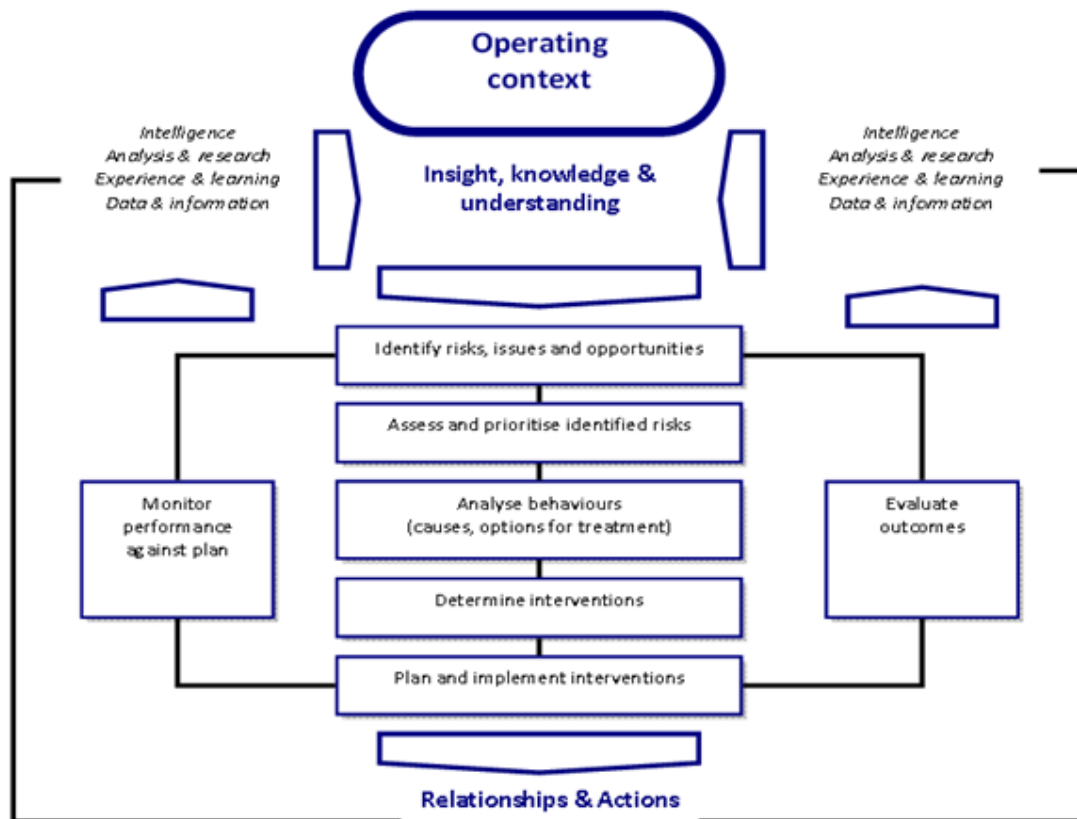 Operating
context
Intelligence
Analysis & research
Experience & learning
Data & information
Insight, knowledge &
understanding
Intelligence
Analysis & research
Experience & learning
Data & information
Identify risks, issues and opportunities
Assess and prioritise identified risks
Monitor
performance
against plan
Analyse behaviours
(causes, options for treatment)
Evaluate
outcomes
Determine interventions
Plan and implement interventions
Relationships & Actions